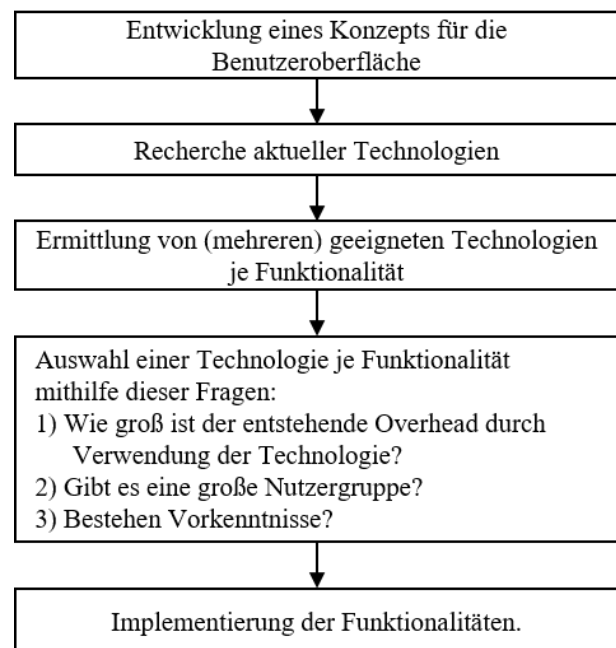 Entwicklung eines Konzepts für die
Benutzeroberfläche
Recherche aktueller Technologien
Ermittlung von (mehreren) geeigneten Technologien
je Funktionalität
Auswahl einer Technologie je Funktionalität
mithilfe dieser Fragen:
1) Wie groß ist der entstehende Overhead durch
Verwendung der Technologie?
2) Gibt es eine große Nutzergruppe?
3) Bestehen Vorkenntnisse?
Implementierung der Funktionalitäten.